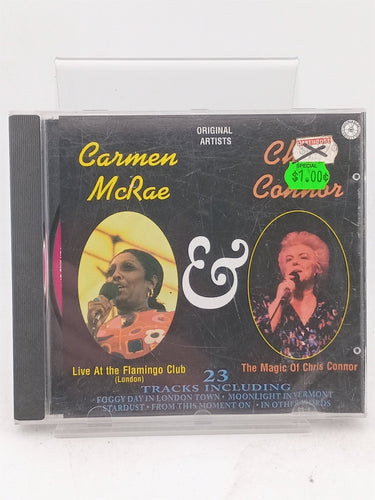 ORIGINAL
ARTISTS
Carmen
McRae
Ch
Connor
SPECIAL
$1.00¢
&
Live At the Flamingo Club
(London)
The Magic Of Chris Connor
23
TRACKS INCLUDING
FOGGY DAY IN LONDON TOWN • MOONLIGHT IN VERMONT
STARDUST • FROM THIS MOMENT ON • IN OTHER WORDS